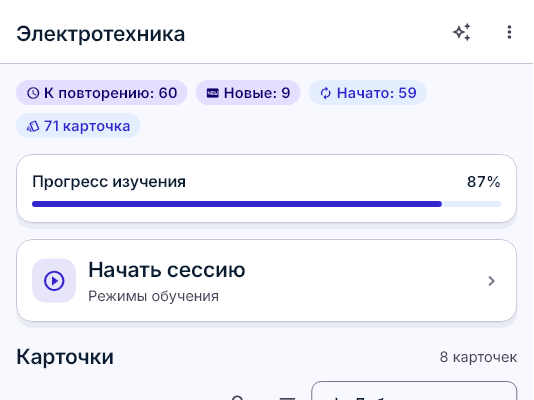 Электротехника
К повторению: 60
Новые: 9
Начато: 59
71 карточка
Прогресс изучения
87%
Начать сессию
Режимы обучения
Карточки
8 карточек